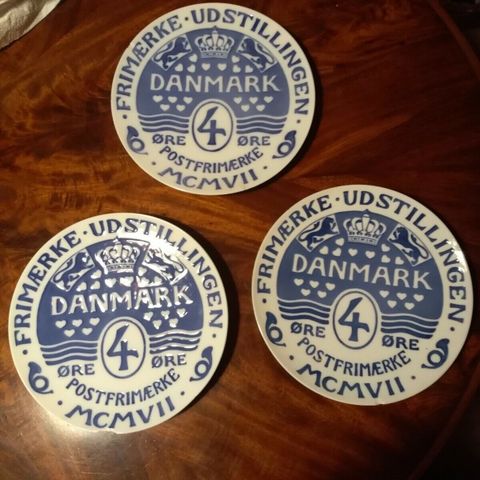 FRIMÆRKE · UDSTILLINGEN
DANMARK
4
ØRE ØRE
POSTFRIMÆRKE
· MCMVII ·
FRIMÆRKE · UDSTILLINGEN
DANMARK
4
ØRE ØRE
POSTFRIMÆRKE
· MCMVII ·
FRIMÆRKE · UDSTILLINGEN
DANMARK
4
ØRE ØRE
POSTFRIMÆRKE
· MCMVII ·